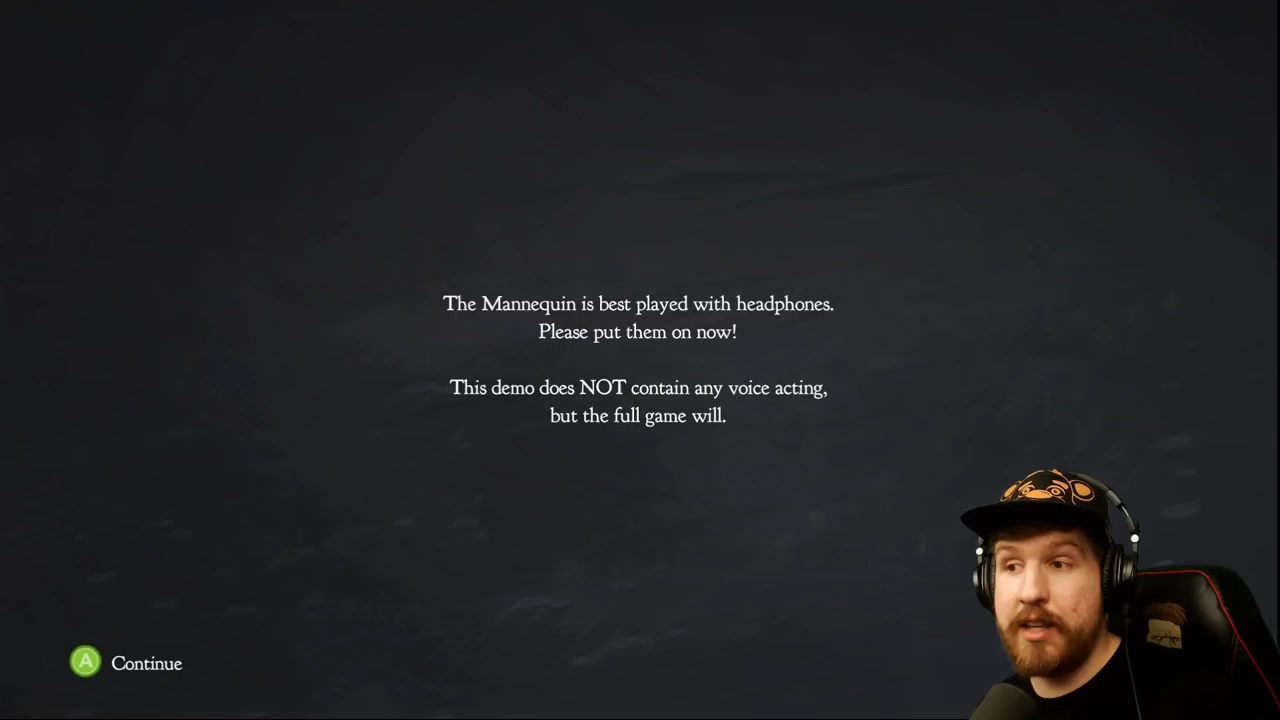 The Mannequin is best played with headphones.
Please put them on now!
This demo does NOT contain any voice acting,
but the full game will.
A Continue